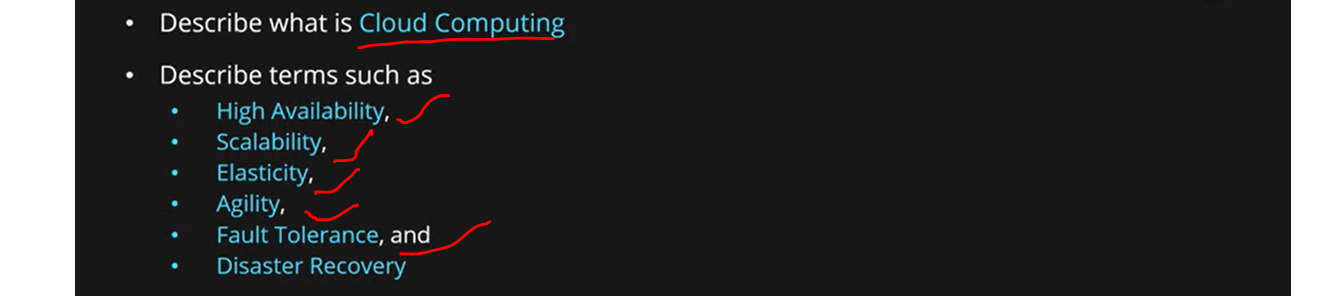 • Describe what is Cloud Computing
• Describe terms such as
• High Availability,
• Scalability,
• Elasticity,
• Agility,
• Fault Tolerance, and
• Disaster Recovery